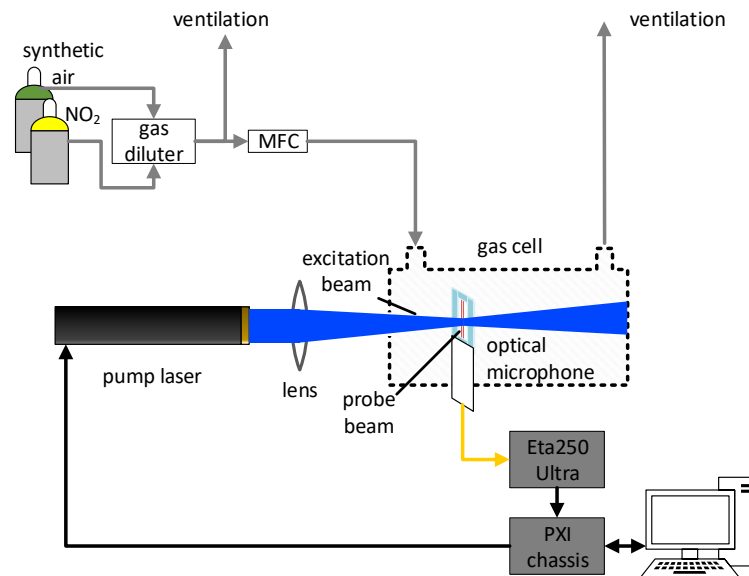 ventilation
ventilation
synthetic
air
NO₂
gas
diluter
MFC
gas cell
excitation
beam
optical
microphone
pump laser
lens
probe
beam
Eta250
Ultra
PXI
chassis